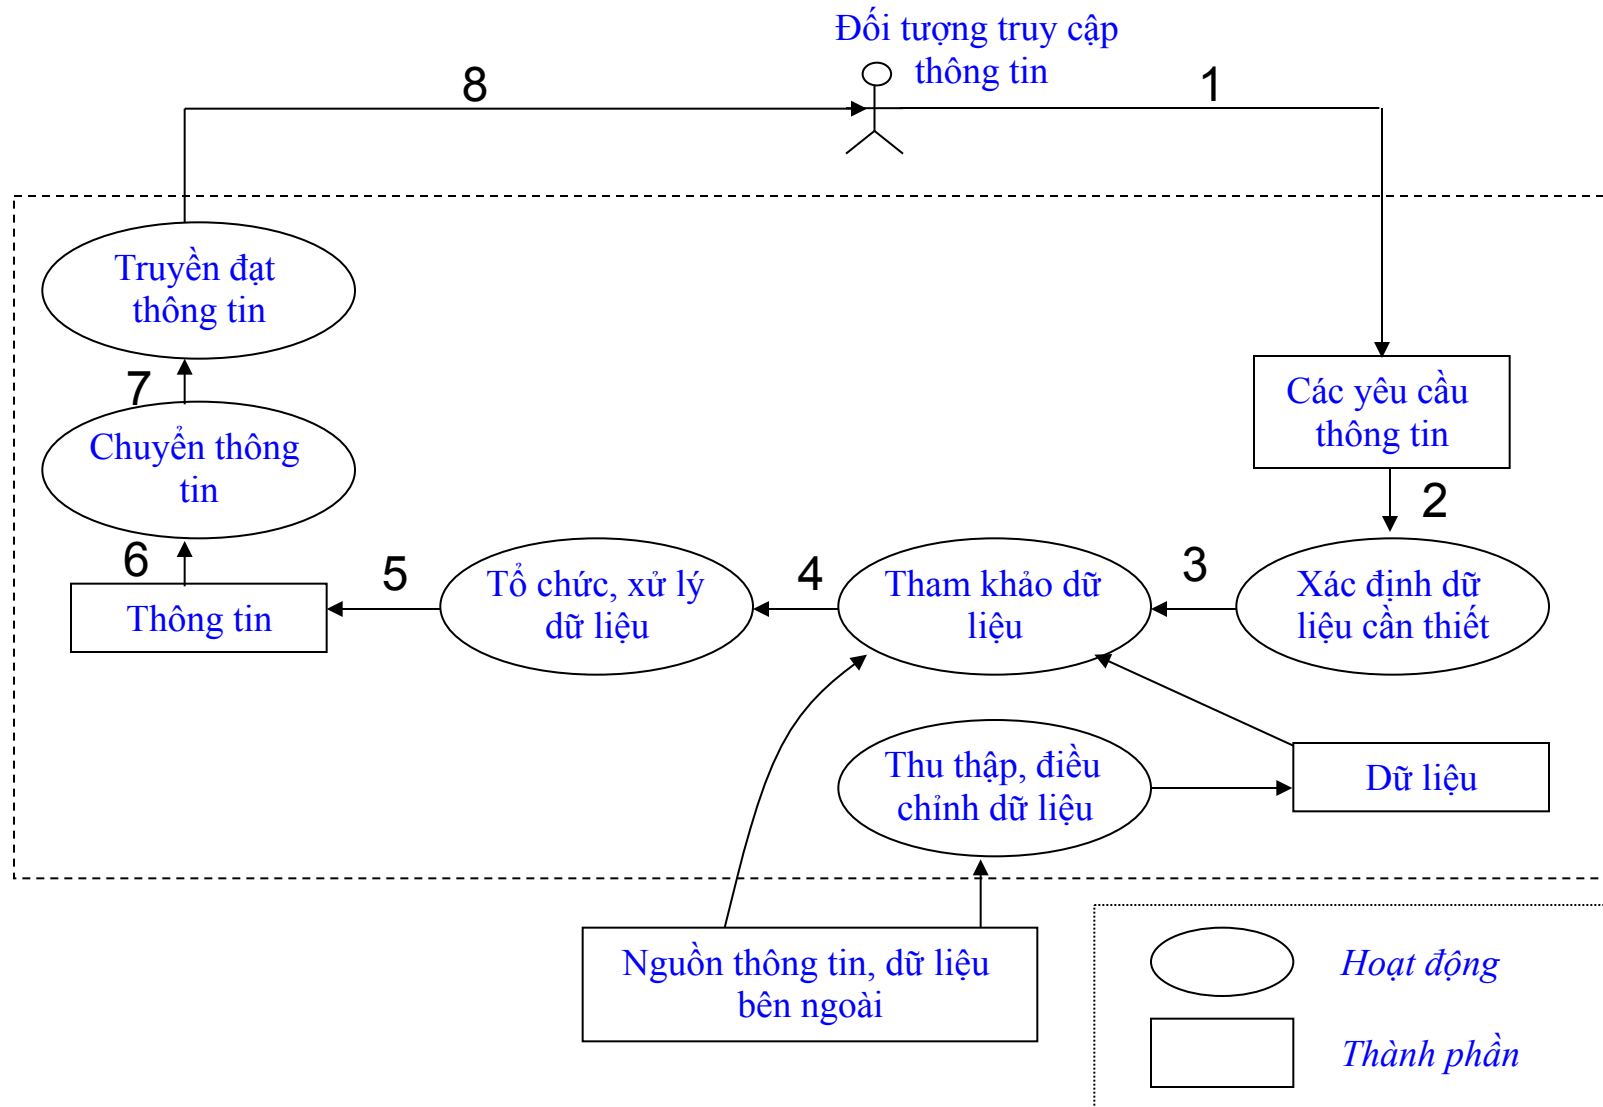 Đối tượng truy cập
thông tin
8
1
Truyền đạt
thông tin
7
Các yêu cầu
thông tin
Chuyển thông
tin
2
6
5
4
3
Tổ chức, xử lý
dữ liệu
Tham khảo dữ
liệu
Xác định dữ
liệu cần thiết
Thông tin
Thu thập, điều
chỉnh dữ liệu
Dữ liệu
Nguồn thông tin, dữ liệu
bên ngoài
Hoạt động
Thành phần